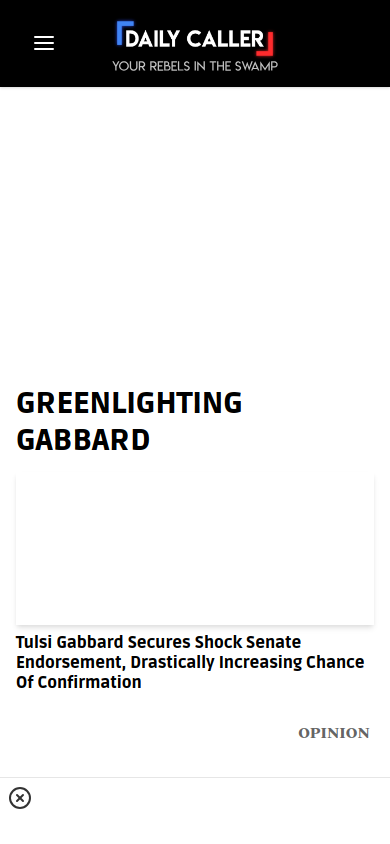 DAILY CALLER
YOUR REBELS IN THE SWAMP
GREENLIGHTING
GABBARD
Tulsi Gabbard Secures Shock Senate
Endorsement, Drastically Increasing Chance
Of Confirmation
OPINION